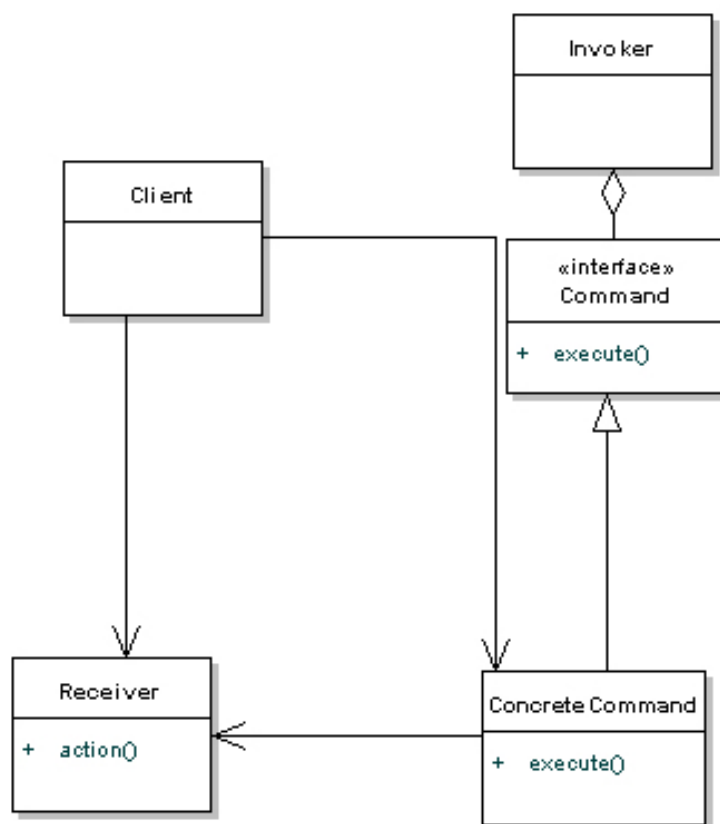 Invoker
Client
«interface»
Command
+ execute()
Receiver
+ action()
Concrete Command
+ execute()